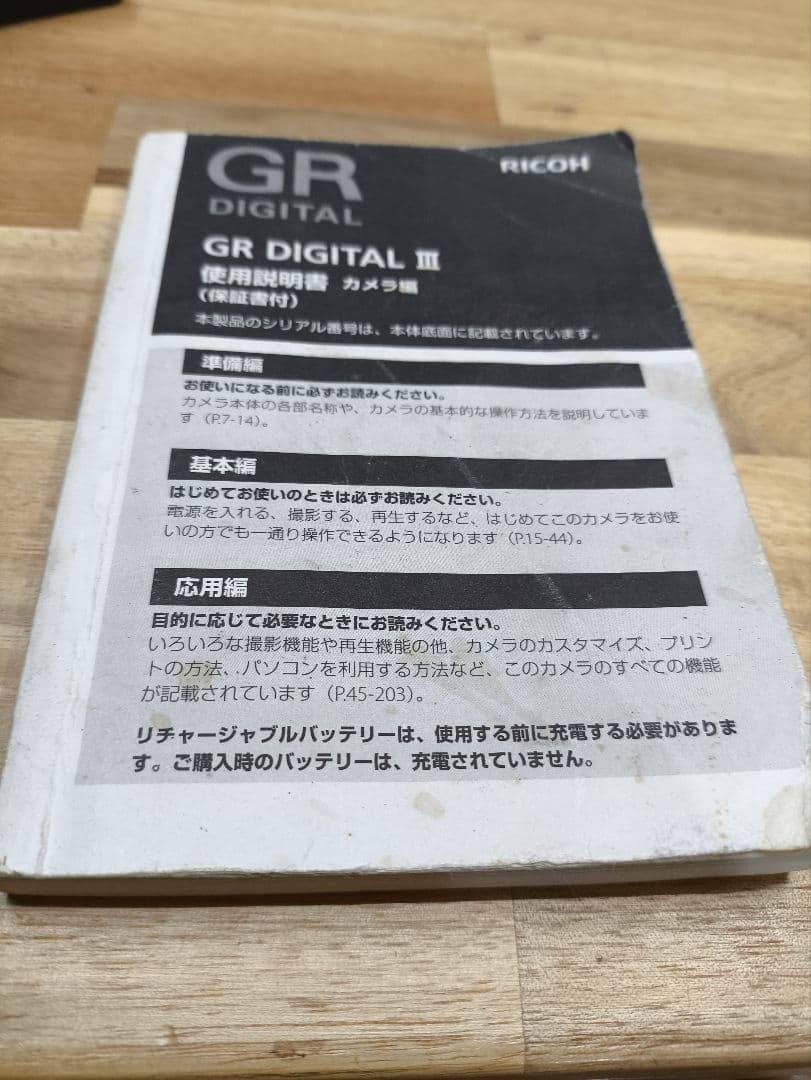 GR
DIGITAL
RICOH
GR DIGITAL Ⅲ
使用説明書 カメラ編
（保証書付）
本製品のシリアル番号は、本体底面に記載されています。
準備編
お使いになる前に必ずお読みください。
カメラ本体の各部名称や、カメラの基本的な操作方法を説明していま
す（P.7-14）。
基本編
はじめてお使いのときは必ずお読みください。
電源を入れる、撮影する、再生するなど、はじめてこのカメラをお使
いの方でも一通り操作できるようになります（P.15-44）。
応用編
目的に応じて必要なときにお読みください。
いろいろな撮影機能や再生機能の他、カメラのカスタマイズ、プリン
トの方法、パソコンを利用する方法など、このカメラのすべての機能
が記載されています（P.45-203）。
リチャージャブルバッテリーは、使用する前に充電する必要がありま
す。ご購入時のバッテリーは、充電されていません。